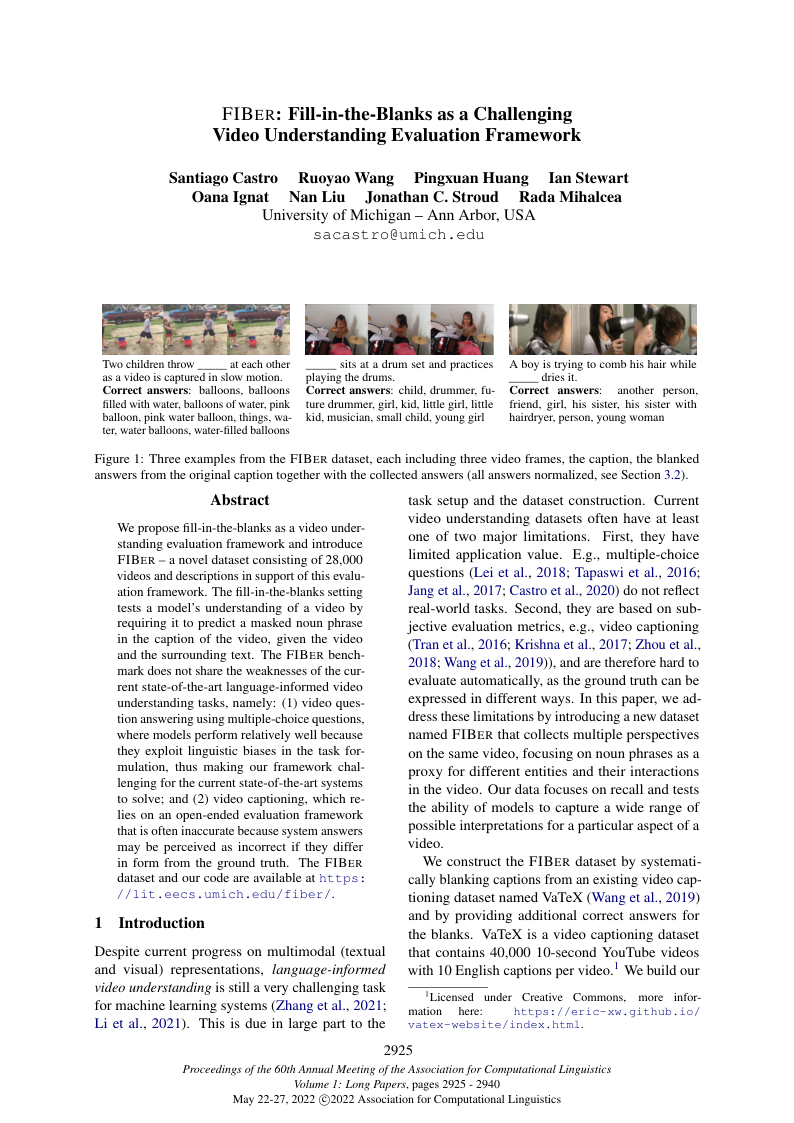 FIBER: Fill-in-the-Blanks as a Challenging
Video Understanding Evaluation Framework
Santiago Castro Ruoyao Wang Pingxuan Huang Ian Stewart
Oana Ignat Nan Liu Jonathan C. Stroud Rada Mihalcea
University of Michigan – Ann Arbor, USA
sacastro@umich.edu
Two children throw _____ at each other
as a video is captured in slow motion.
Correct answers: balloons, balloons
filled with water, balloons of water, pink
balloon, pink water balloon, things, wa-
ter, water balloons, water-filled balloons
_____ sits at a drum set and practices
playing the drums.
Correct answers: child, drummer, fu-
ture drummer, girl, kid, little girl, little
kid, musician, small child, young girl
A boy is trying to comb his hair while
_____ dries it.
Correct answers: another person,
friend, girl, his sister, his sister with
hairdryer, person, young woman
Figure 1: Three examples from the FIBER dataset, each including three video frames, the caption, the blanked
answers from the original caption together with the collected answers (all answers normalized, see Section 3.2).
Abstract
We propose fill-in-the-blanks as a video under-
standing evaluation framework and introduce
FIBER – a novel dataset consisting of 28,000
videos and descriptions in support of this evalu-
ation framework. The fill-in-the-blanks setting
tests a model's understanding of a video by
requiring it to predict a masked noun phrase
in the caption of the video, given the video
and the surrounding text. The FIBER bench-
mark does not share the weaknesses of the cur-
rent state-of-the-art language-informed video
understanding tasks, namely: (1) video ques-
tion answering using multiple-choice questions,
where models perform relatively well because
they exploit linguistic biases in the task for-
mulation, thus making our framework chal-
lenging for the current state-of-the-art systems
to solve; and (2) video captioning, which re-
lies on an open-ended evaluation framework
that is often inaccurate because system answers
may be perceived as incorrect if they differ
in form from the ground truth. The FIBER
dataset and our code are available at https:
//lit.eecs.umich.edu/fiber/.
1 Introduction
Despite current progress on multimodal (textual
and visual) representations, language-informed
video understanding is still a very challenging task
for machine learning systems (Zhang et al., 2021;
Li et al., 2021). This is due in large part to the
task setup and the dataset construction. Current
video understanding datasets often have at least
one of two major limitations. First, they have
limited application value. E.g., multiple-choice
questions (Lei et al., 2018; Tapaswi et al., 2016;
Jang et al., 2017; Castro et al., 2020) do not reflect
real-world tasks. Second, they are based on sub-
jective evaluation metrics, e.g., video captioning
(Tran et al., 2016; Krishna et al., 2017; Zhou et al.,
2018; Wang et al., 2019)), and are therefore hard to
evaluate automatically, as the ground truth can be
expressed in different ways. In this paper, we ad-
dress these limitations by introducing a new dataset
named FIBER that collects multiple perspectives
on the same video, focusing on noun phrases as a
proxy for different entities and their interactions
in the video. Our data focuses on recall and tests
the ability of models to capture a wide range of
possible interpretations for a particular aspect of a
video.
We construct the FIBER dataset by systemati-
cally blanking captions from an existing video cap-
tioning dataset named VaTeX (Wang et al., 2019)
and by providing additional correct answers for
the blanks. VaTeX is a video captioning dataset
that contains 40,000 10-second YouTube videos
with 10 English captions per video.1 We build our
1Licensed under Creative Commons, more infor-
mation here: https://eric-xw.github.io/
vatex-website/index.html.
2925
Proceedings of the 60th Annual Meeting of the Association for Computational Linguistics
Volume 1: Long Papers, pages 2925 - 2940
May 22-27, 2022 ©2022 Association for Computational Linguistics